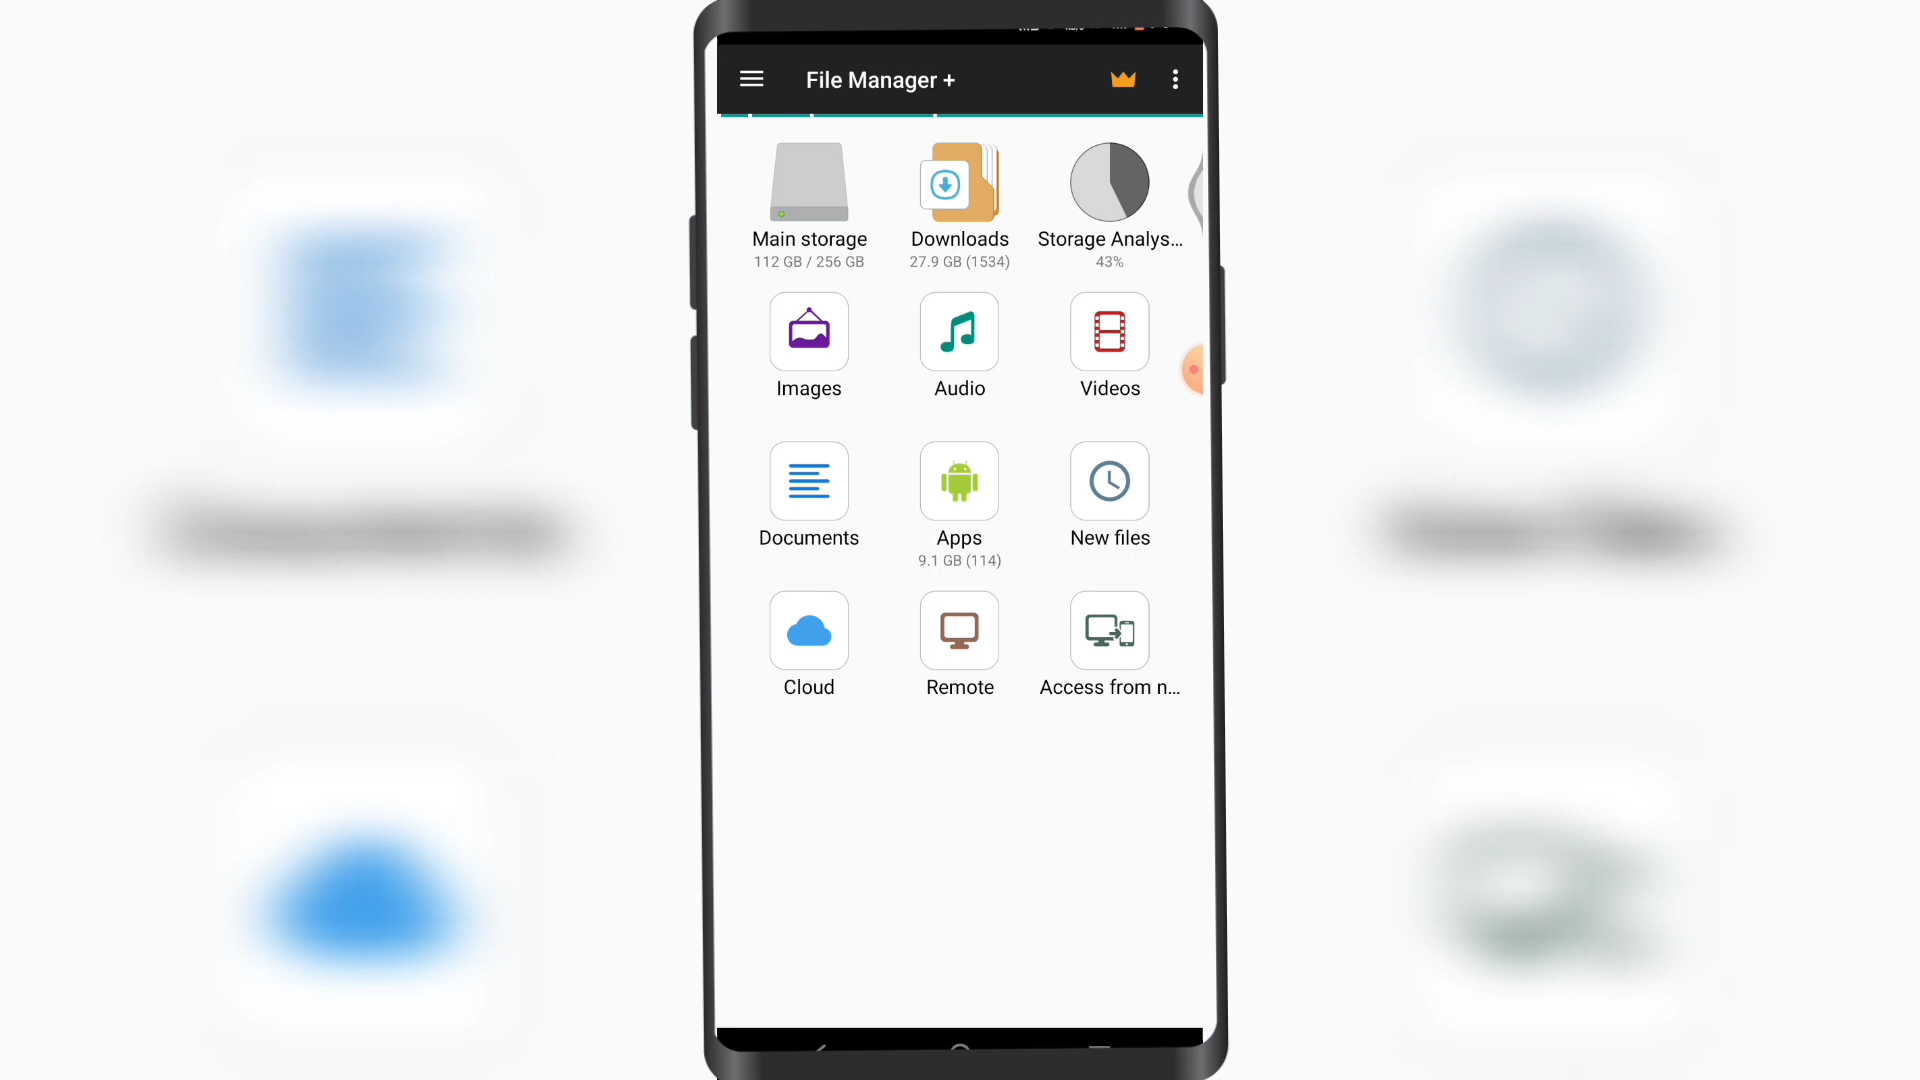 File Manager +
Main storage
112 GB / 256 GB
Downloads
27.9 GB (1534)
Storage Analys...
43%
Images
Audio
Videos
Documents
Apps
9.1 GB (114)
New files
Cloud
Remote
Access from n...